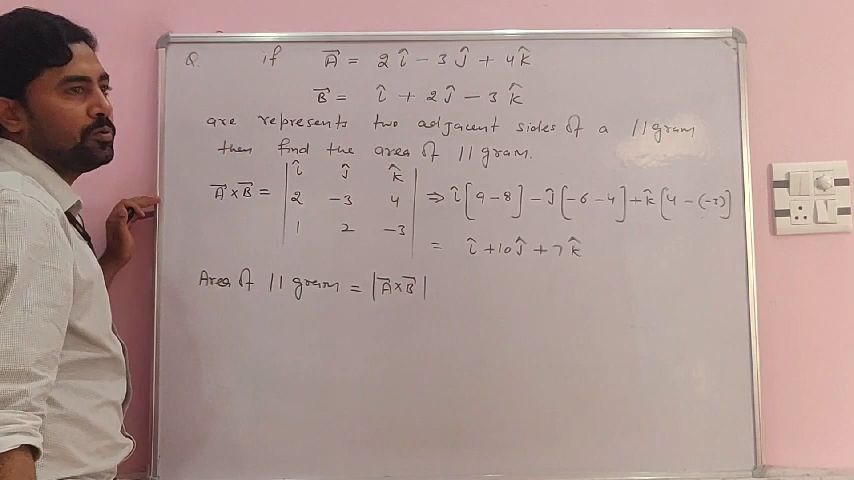 Q. if A⃗ = 2î - 3ĵ + 4k̂
B⃗ = î + 2ĵ - 3k̂
are represents two adjacent sides of a //gram
then find the area of //gram.
A⃗×B⃗ = | î ĵ k̂ |
| 2 -3 4 | ⇒ î[9-8] - ĵ[-6-4] + k̂[4-(-3)]
| 1 2 -3 |
= î + 10ĵ + 7k̂
Area of //gram = |A⃗×B⃗|